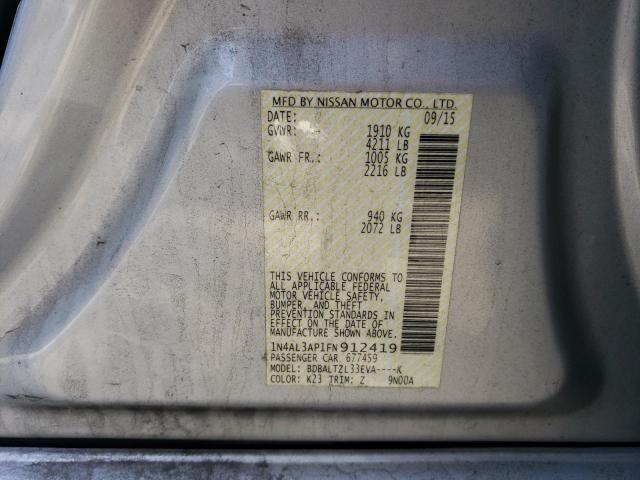 MFD BY NISSAN MOTOR CO., LTD.
DATE: 09/15
GVWR: 1910 KG
4211 LB
GAWR FR.: 1005 KG
2216 LB
GAWR RR.: 940 KG
2072 LB
THIS VEHICLE CONFORMS TO
ALL APPLICABLE FEDERAL
MOTOR VEHICLE SAFETY,
BUMPER, AND THEFT
PREVENTION STANDARDS IN
EFFECT ON THE DATE OF
MANUFACTURE SHOWN ABOVE.
1N4AL3AP1FN912419
PASSENGER CAR 677459
MODEL: BDBALTZL33EVA----K
COLOR: K23 TRIM: Z 9N00A